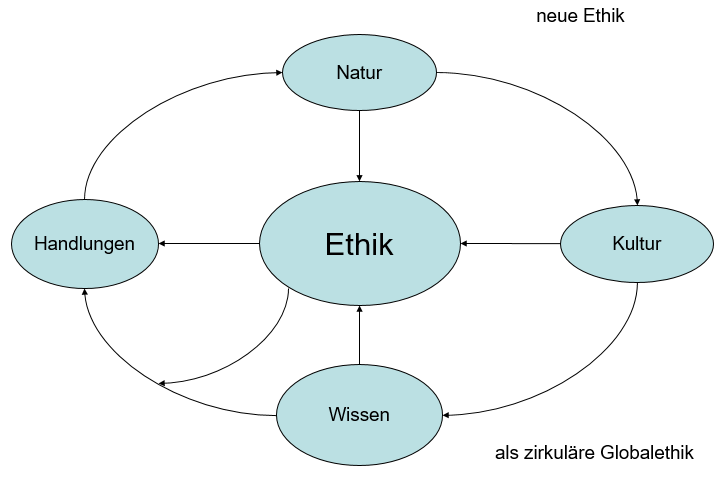 neue Ethik
Natur
Handlungen
Ethik
Kultur
Wissen
als zirkuläre Globalethik